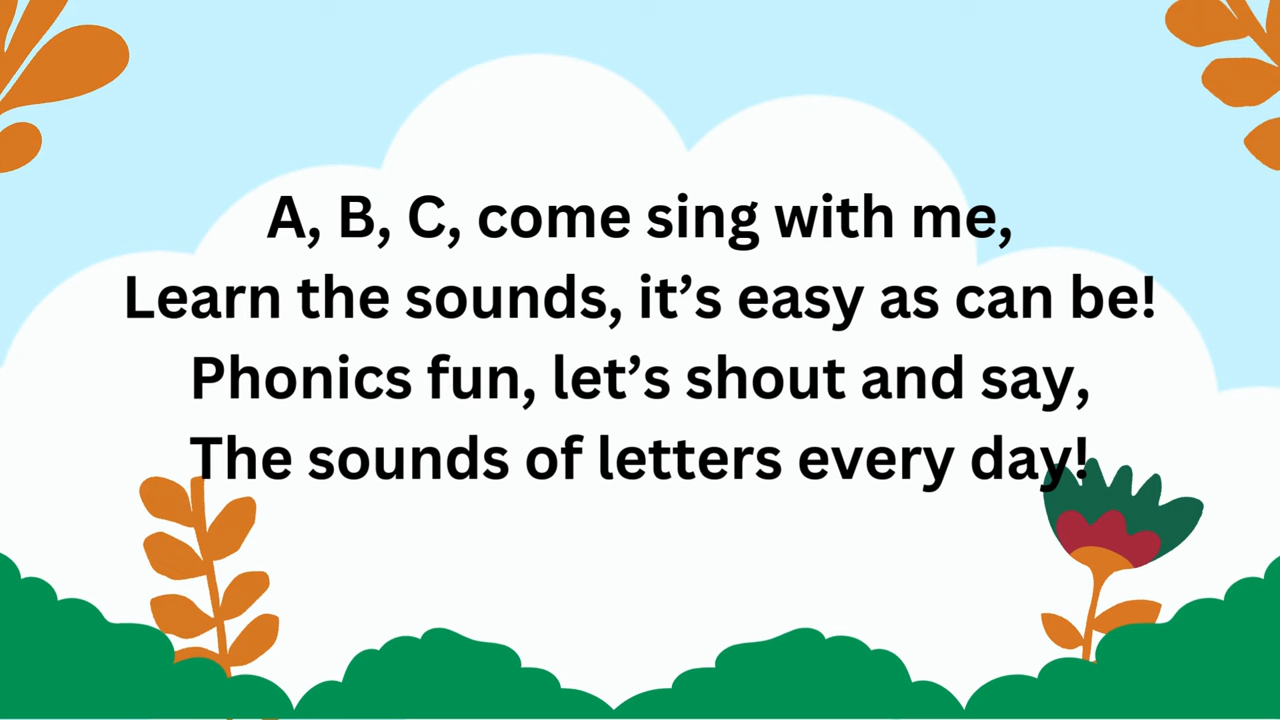 A, B, C, come sing with me,
Learn the sounds, it’s easy as can be!
Phonics fun, let’s shout and say,
The sounds of letters every day!